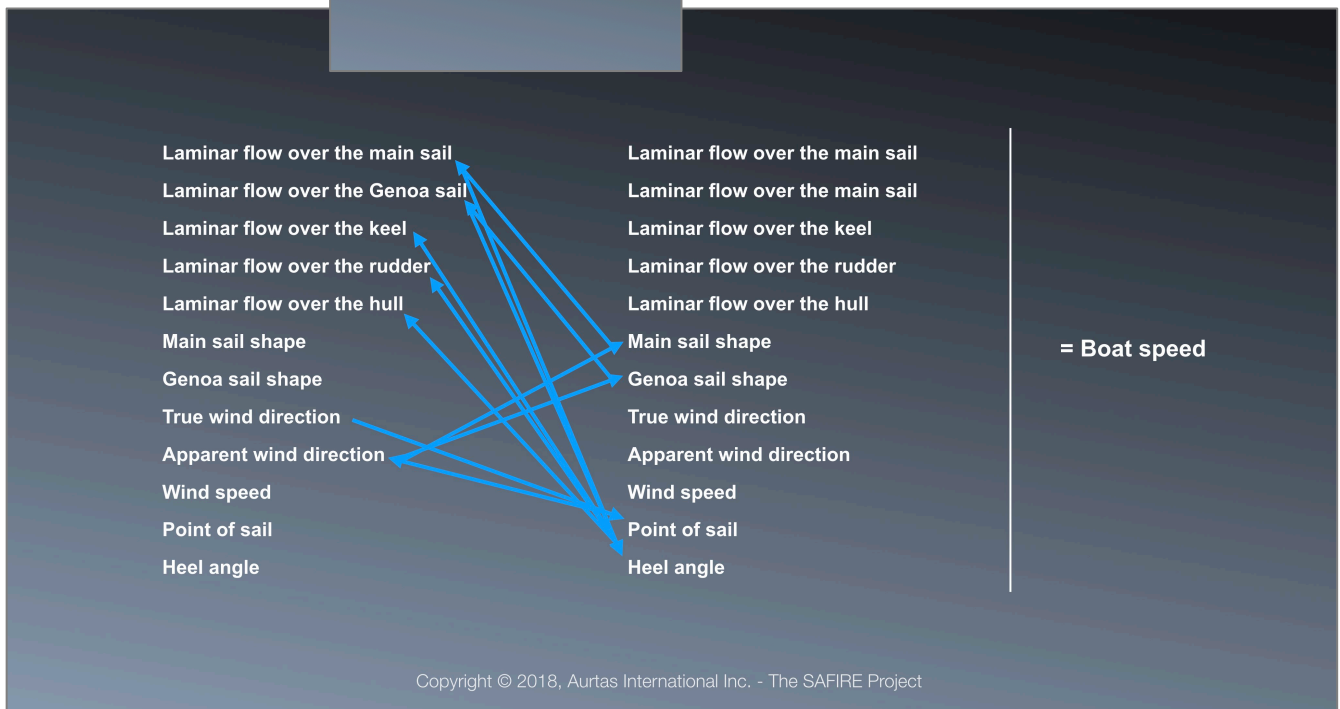 Laminar flow over the main sail
Laminar flow over the Genoa sail
Laminar flow over the keel
Laminar flow over the rudder
Laminar flow over the hull
Main sail shape
Genoa sail shape
True wind direction
Apparent wind direction
Wind speed
Point of sail
Heel angle
Laminar flow over the main sail
Laminar flow over the main sail
Laminar flow over the keel
Laminar flow over the rudder
Laminar flow over the hull
Main sail shape
Genoa sail shape
True wind direction
Apparent wind direction
Wind speed
Point of sail
Heel angle
= Boat speed
Copyright © 2018, Aurtas International Inc. - The SAFIRE Project